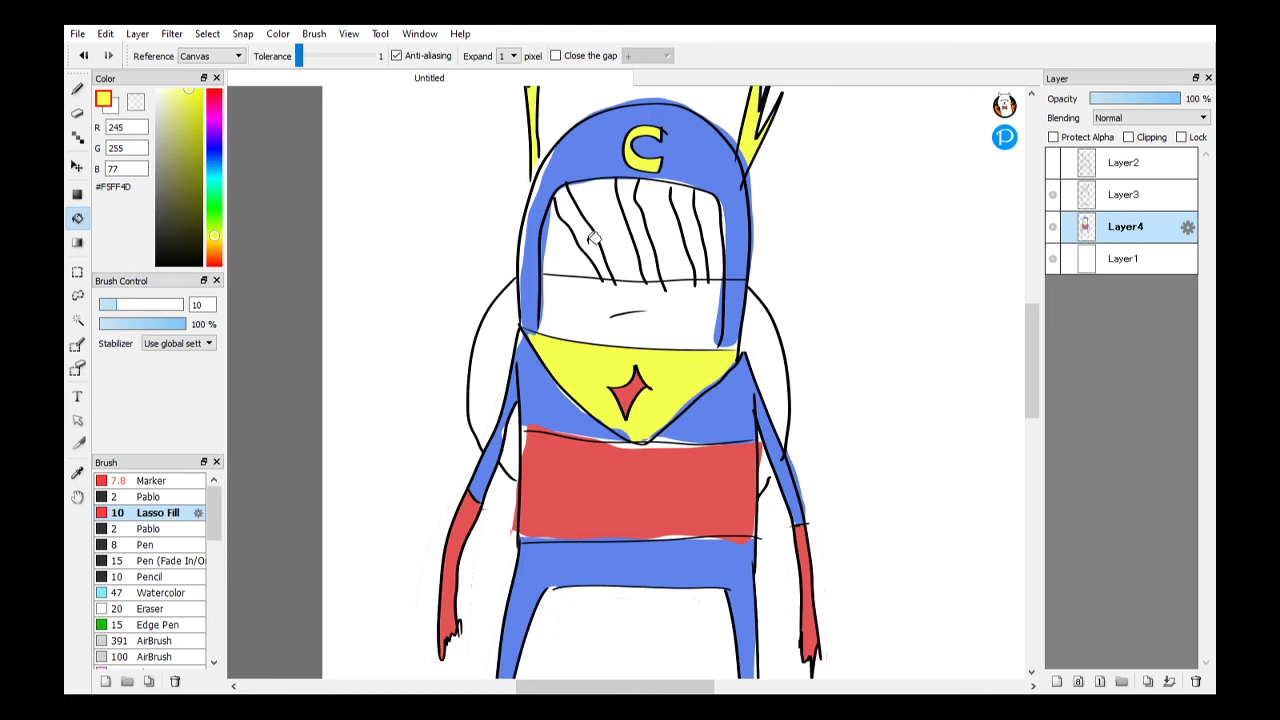 File Edit Layer Filter Select Snap Color Brush View Tool Window Help
Reference Canvas Tolerance 1 Anti-aliasing Expand 1 pixel Close the gap +
Untitled
Color
R 245
G 255
B 77
#F5FF4D
Brush Control
10
100 %
Stabilizer Use global sett
Brush
7.8 Marker
2 Pablo
10 Lasso Fill
2 Pablo
8 Pen
15 Pen (Fade In/O
10 Pencil
47 Watercolor
20 Eraser
15 Edge Pen
391 AirBrush
100 AirBrush
C
P
Layer
Opacity 100 %
Blending Normal
Protect Alpha Clipping Lock
Layer2
Layer3
Layer4
Layer1
8 1
T